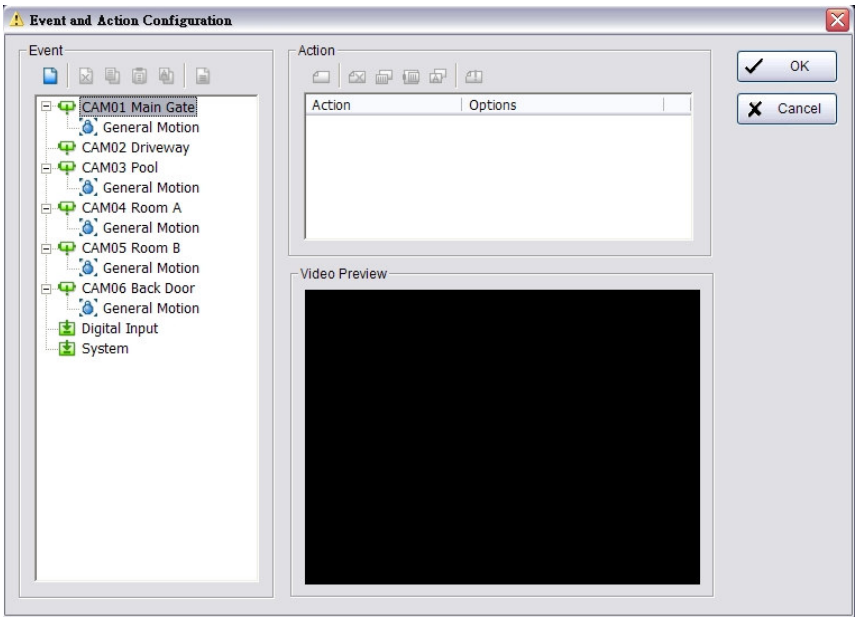 Event and Action Configuration
Event
CAM01 Main Gate
General Motion
CAM02 Driveway
CAM03 Pool
General Motion
CAM04 Room A
General Motion
CAM05 Room B
General Motion
CAM06 Back Door
General Motion
Digital Input
System
Action
Action Options
Video Preview
OK
Cancel